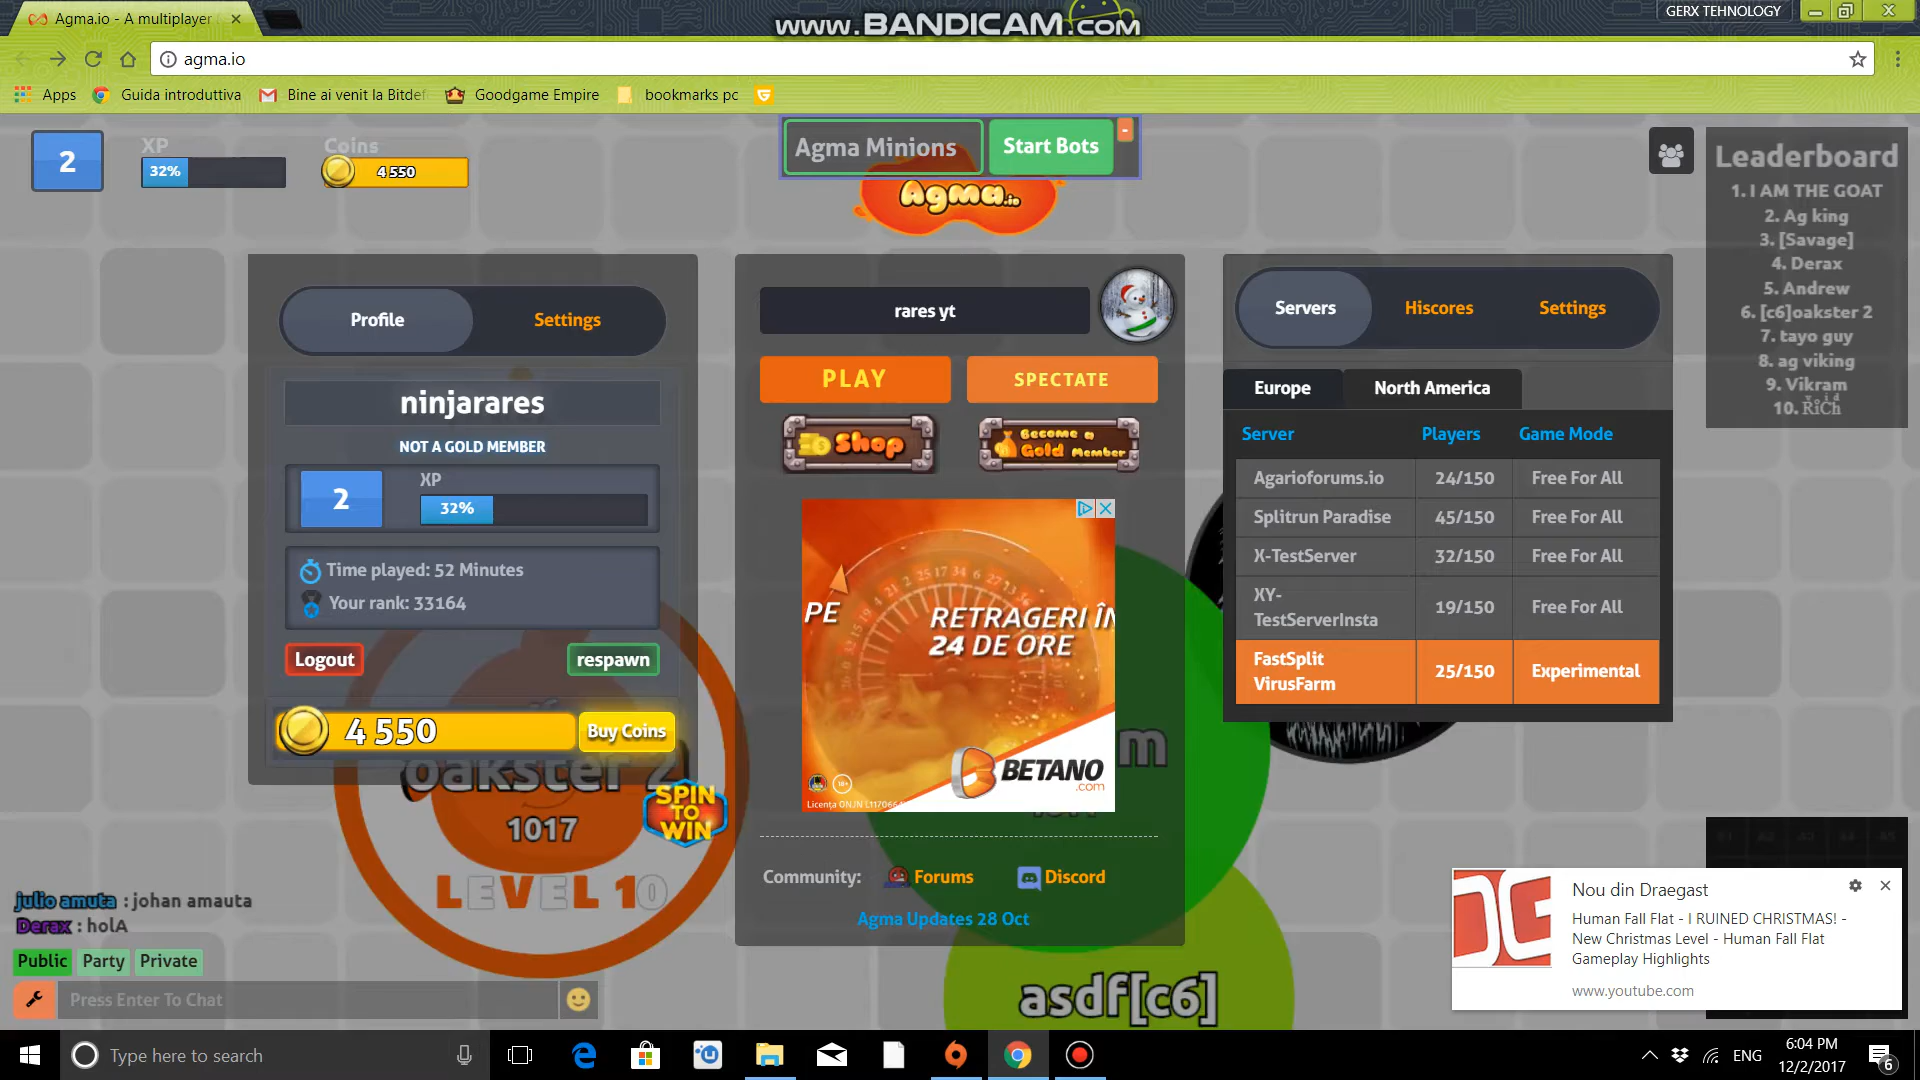 Agma.io - A multiplayer
www.BANDICAM.com
GERX TEHNOLOGY
agma.io
Apps
Guida introduttiva
Bine ai venit la Bitdef
Goodgame Empire
bookmarks pc
2
XP
32%
Coins
4 550
Agma Minions
Start Bots
-
Agma.io
Leaderboard
1. I AM THE GOAT
2. Ag king
3. [Savage]
4. Derax
5. Andrew
6. [c6]oakster 2
7. tayo guy
8. ag viking
9. Vikram
10. RiCh
Profile
Settings
ninjarares
NOT A GOLD MEMBER
2
XP
32%
Time played: 52 Minutes
Your rank: 33164
Logout
respawn
4 550
Buy Coins
oakster 2
1017
LEVEL 10
SPIN
TO
WIN
rares yt
PLAY
SPECTATE
Shop
Become a
Gold Member
PE
RETRAGERI ÎN
24 DE ORE
BETANO
.com
18+
Community:
Forums
Discord
Agma Updates 28 Oct
asdf[c6]
Servers
Hiscores
Settings
Europe
North America
Server
Players
Game Mode
Agarioforums.io
24/150
Free For All
Splitrun Paradise
45/150
Free For All
X-TestServer
32/150
Free For All
XY-
TestServerInsta
19/150
Free For All
FastSplit
VirusFarm
25/150
Experimental
julio amuta : johan amauta
Derax : holA
Public
Party
Private
Press Enter To Chat
Nou din Draegast
Human Fall Flat - I RUINED CHRISTMAS! -
New Christmas Level - Human Fall Flat
Gameplay Highlights
www.youtube.com
Type here to search
ENG
6:04 PM
12/2/2017
6